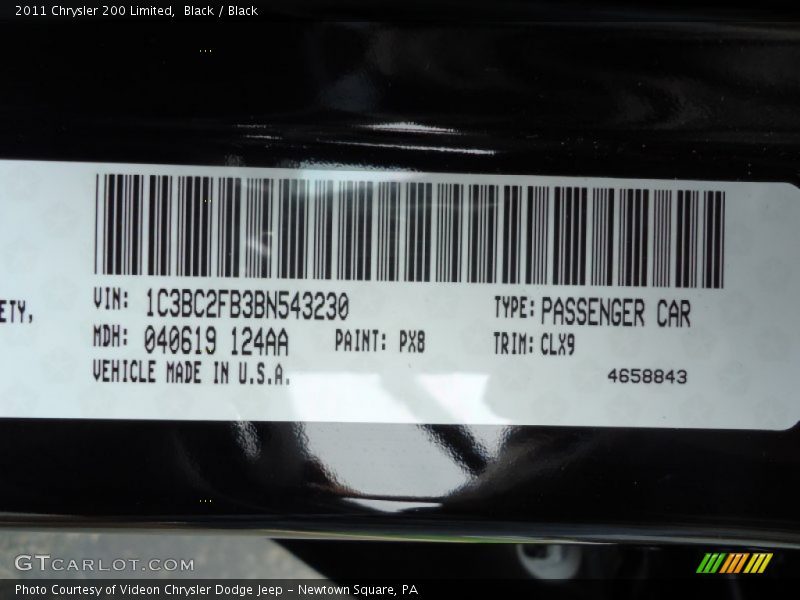 2011 Chrysler 200 Limited, Black / Black
ETY,
VIN: 1C3BC2FB3BN543230 TYPE: PASSENGER CAR
MDH: 040619 124AA PAINT: PX8 TRIM: CLX9
VEHICLE MADE IN U.S.A. 4658843
GTCARLOT.COM
Photo Courtesy of Videon Chrysler Dodge Jeep - Newtown Square, PA